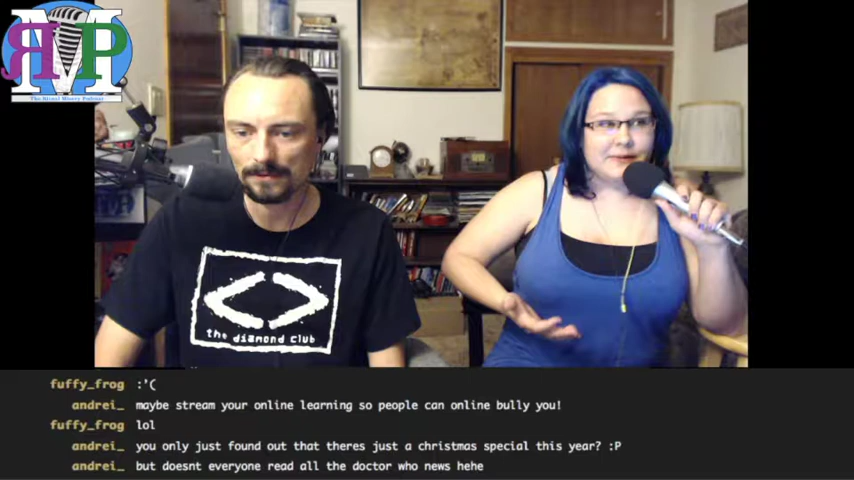 RMP
The Mixed Mixery Podcast
the diamond club
fuffy_frog :'(
andrei_ maybe stream your online learning so people can online bully you!
fuffy_frog lol
andrei_ you only just found out that theres just a christmas special this year? :P
andrei_ but doesnt everyone read all the doctor who news hehe